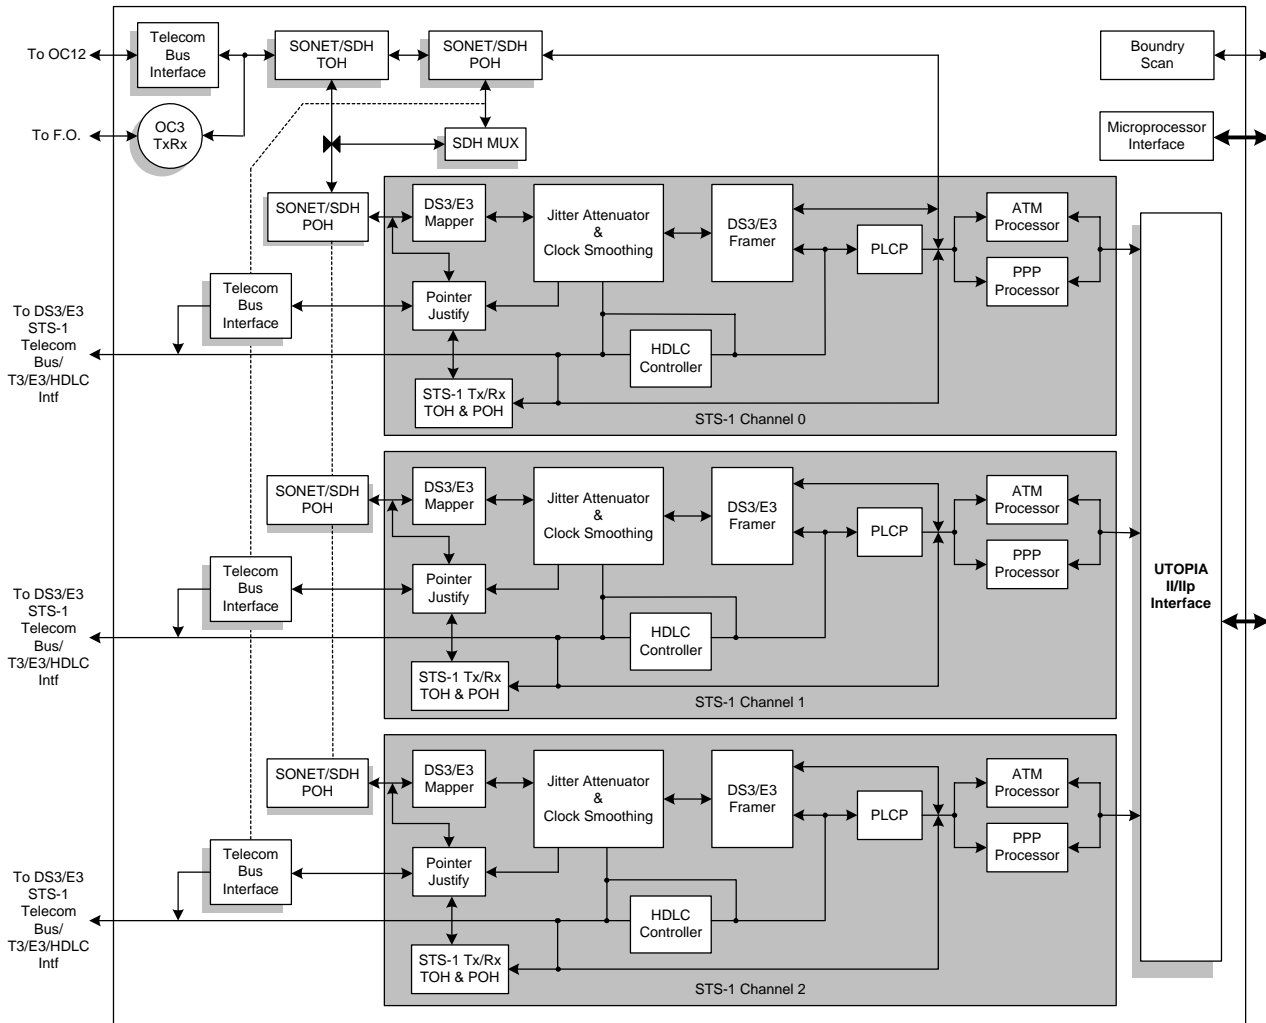 To OC12
Telecom
Bus
Interface
SONET/SDH
TOH
SONET/SDH
POH
Boundry
Scan
To F.O.
OC3
TxRx
SDH MUX
Microprocessor
Interface
SONET/SDH
POH
DS3/E3
Mapper
Jitter Attenuator
&
Clock Smoothing
DS3/E3
Framer
PLCP
ATM
Processor
PPP
Processor
Telecom
Bus
Interface
Pointer
Justify
To DS3/E3
STS-1
Telecom
Bus/
T3/E3/HDLC
Intf
HDLC
Controller
STS-1 Tx/Rx
TOH & POH
STS-1 Channel 0
SONET/SDH
POH
DS3/E3
Mapper
Jitter Attenuator
&
Clock Smoothing
DS3/E3
Framer
PLCP
ATM
Processor
PPP
Processor
Telecom
Bus
Interface
Pointer
Justify
To DS3/E3
STS-1
Telecom
Bus/
T3/E3/HDLC
Intf
HDLC
Controller
STS-1 Tx/Rx
TOH & POH
STS-1 Channel 1
UTOPIA
II/IIp
Interface
SONET/SDH
POH
DS3/E3
Mapper
Jitter Attenuator
&
Clock Smoothing
DS3/E3
Framer
PLCP
ATM
Processor
PPP
Processor
Telecom
Bus
Interface
Pointer
Justify
To DS3/E3
STS-1
Telecom
Bus/
T3/E3/HDLC
Intf
HDLC
Controller
STS-1 Tx/Rx
TOH & POH
STS-1 Channel 2